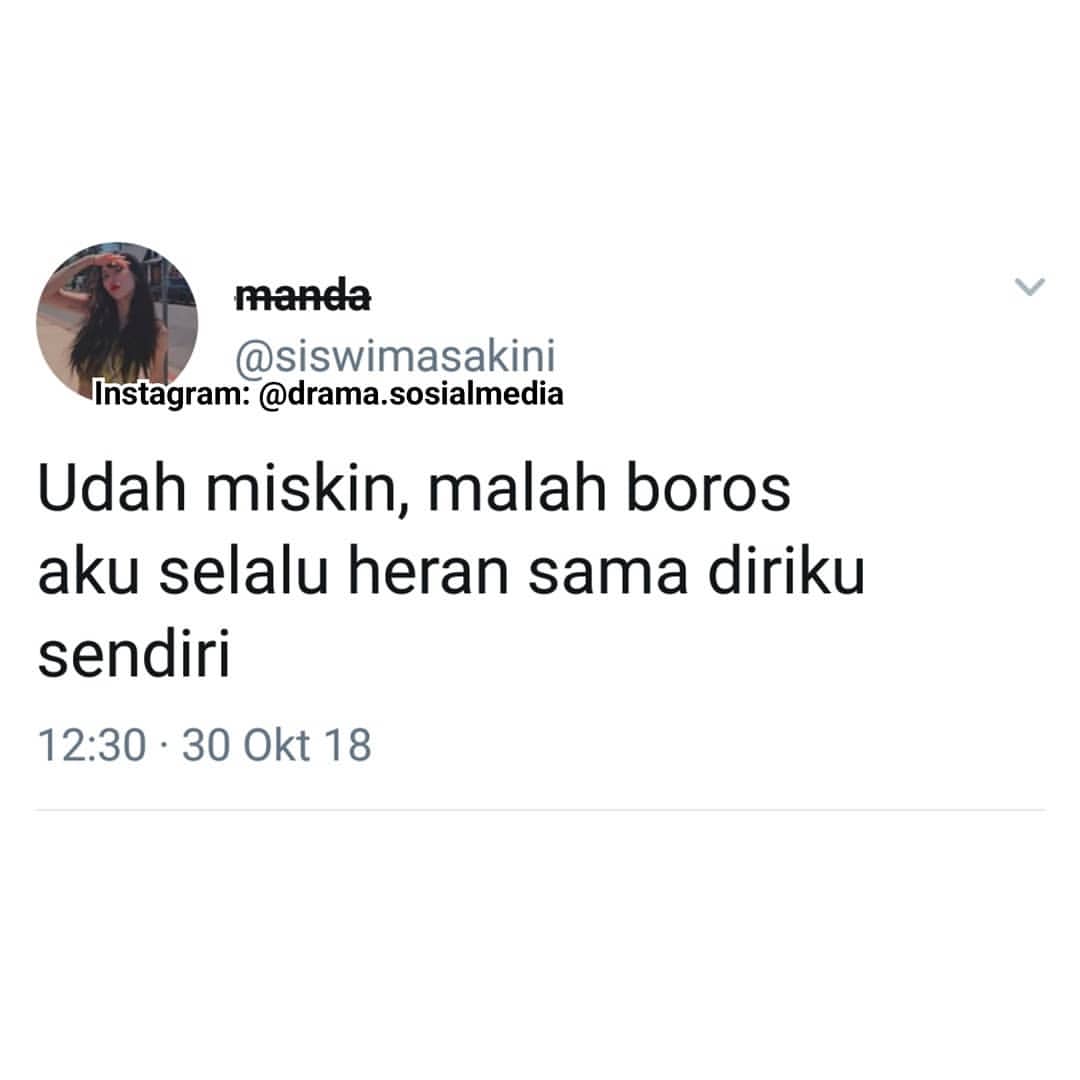 manda
@siswimasakini
Instagram: @drama.sosialmedia
Udah miskin, malah boros
aku selalu heran sama diriku
sendiri
12:30 · 30 Okt 18